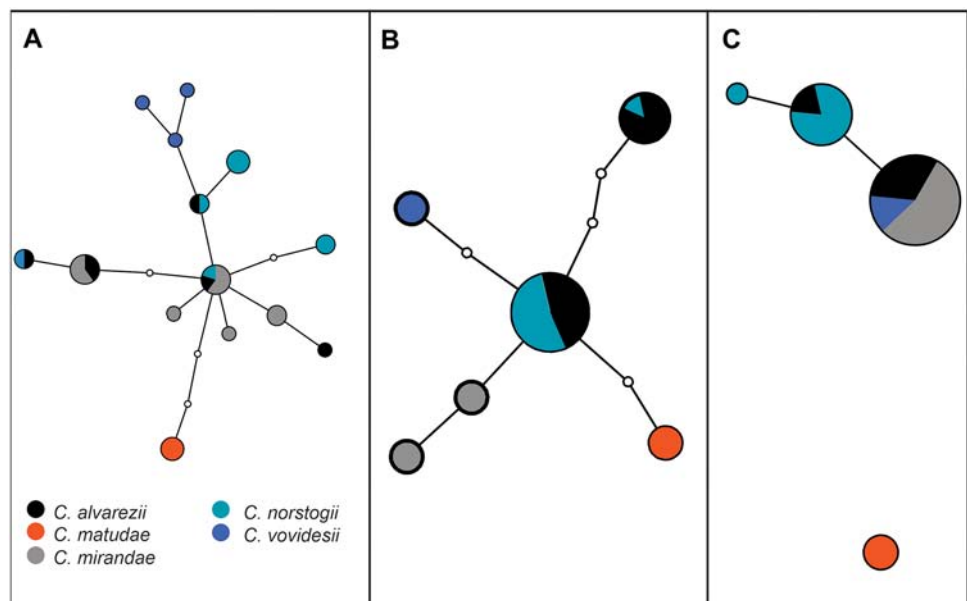 A
B
C
C. alvarezii
C. matudae
C. mirandae
C. norstogii
C. vovidesii